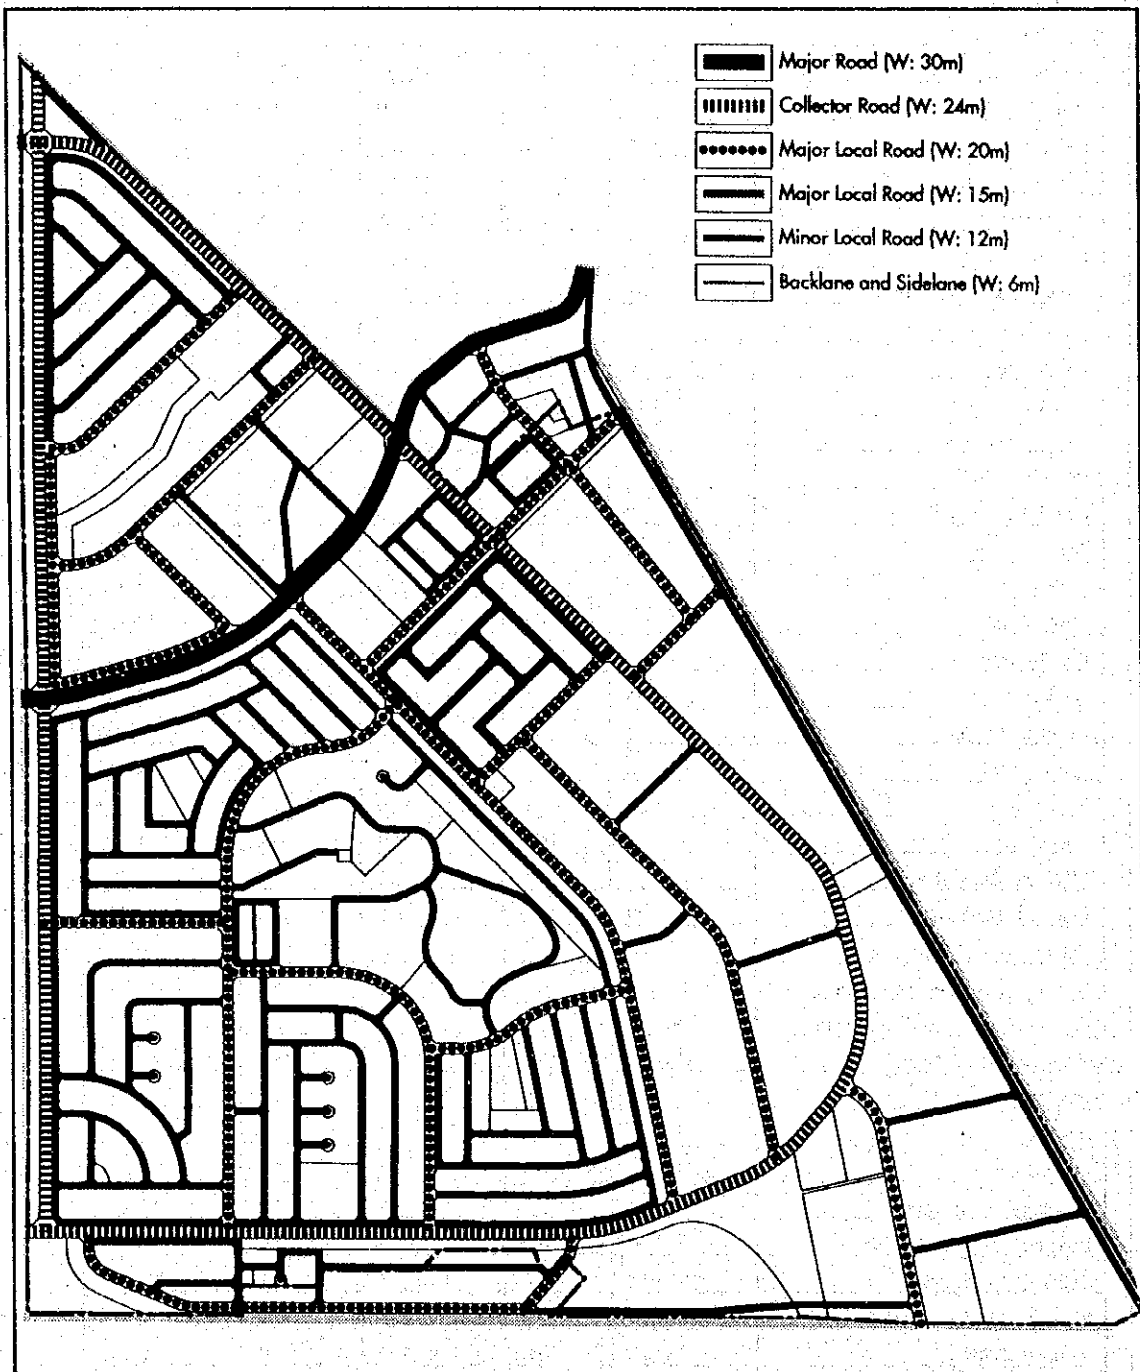 Major Road (W: 30m)
Collector Road (W: 24m)
Major Local Road (W: 20m)
Major Local Road (W: 15m)
Minor Local Road (W: 12m)
Backlane and Sidelane (W: 6m)